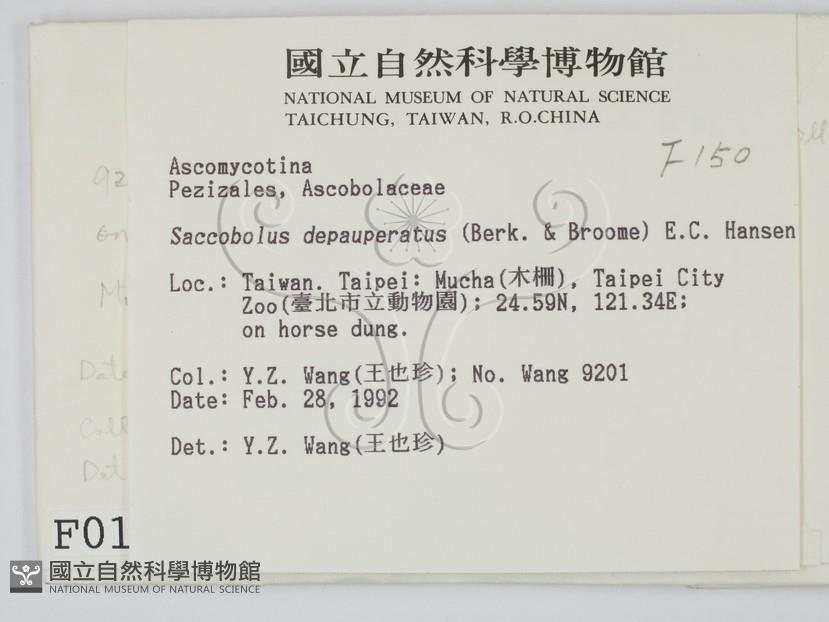 國立自然科學博物館
NATIONAL MUSEUM OF NATURAL SCIENCE
TAICHUNG, TAIWAN, R.O.CHINA
F150
Ascomycotina
Pezizales, Ascobolaceae
Saccobolus depauperatus (Berk. & Broome) E.C. Hansen
Loc.: Taiwan. Taipei: Mucha(木柵), Taipei City
Zoo(臺北市立動物園); 24.59N, 121.34E;
on horse dung.
Col.: Y.Z. Wang(王也珍); No. Wang 9201
Date: Feb. 28, 1992
Det.: Y.Z. Wang(王也珍)
92
Date
Coll
Det
F01
國立自然科學博物館
NATIONAL MUSEUM OF NATURAL SCIENCE